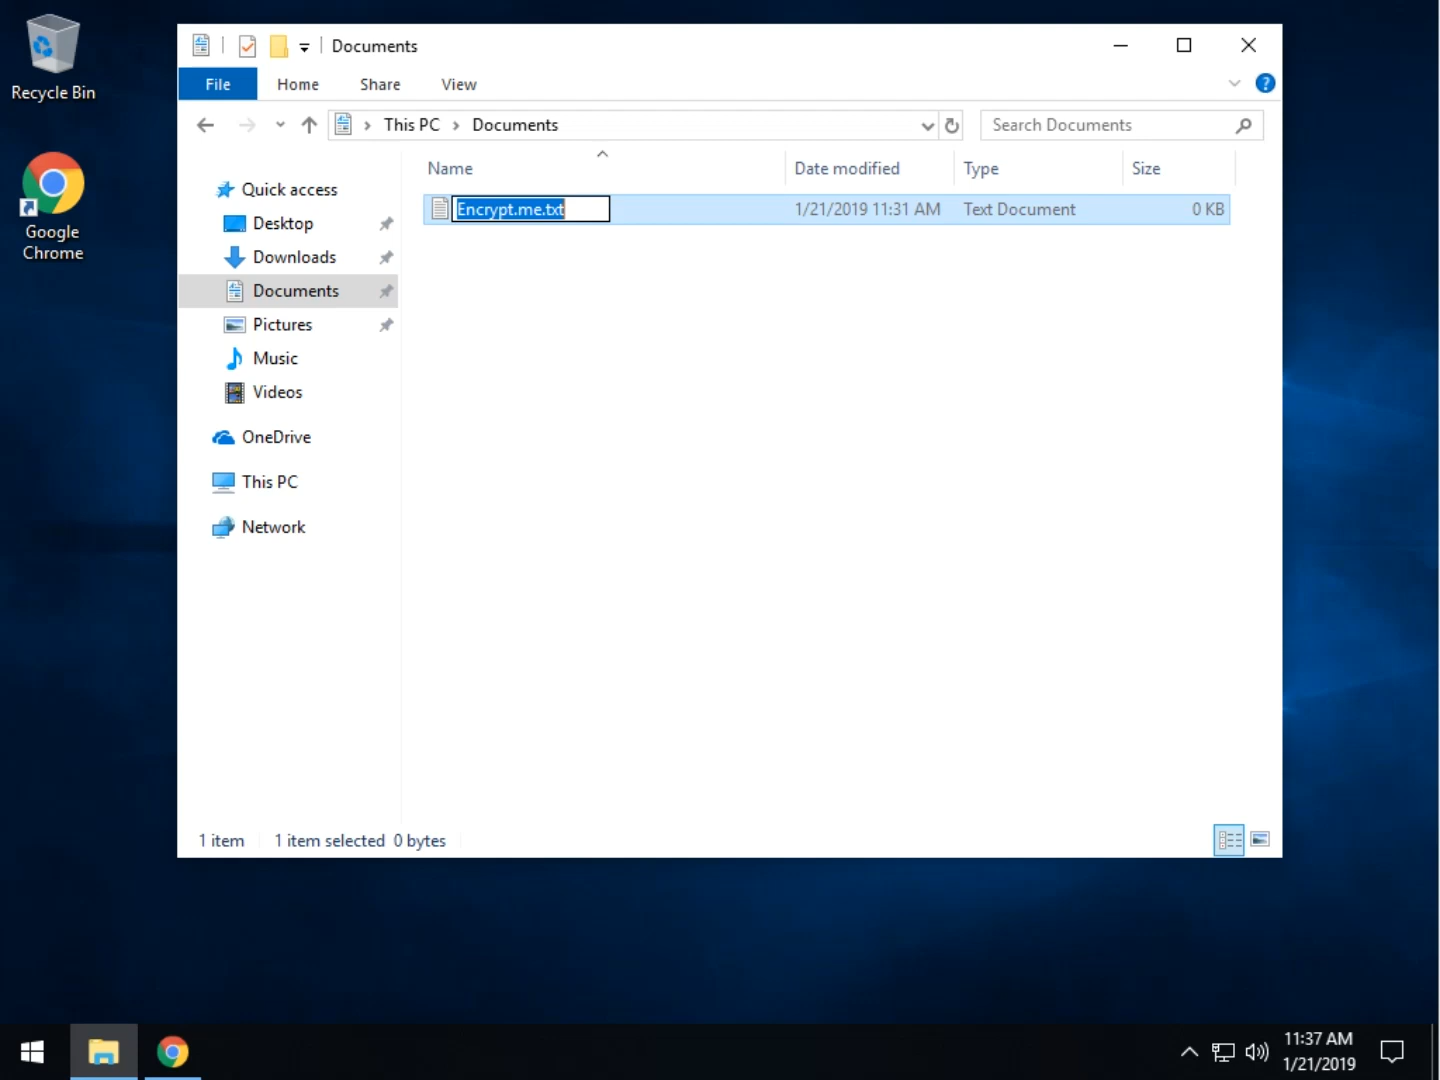 Recycle Bin
Google
Chrome
Documents
File Home Share View
This PC Documents
Search Documents
Name Date modified Type Size
Encrypt.me.txt 1/21/2019 11:31 AM Text Document 0 KB
Quick access
Desktop
Downloads
Documents
Pictures
Music
Videos
OneDrive
This PC
Network
1 item 1 item selected 0 bytes
11:37 AM
1/21/2019